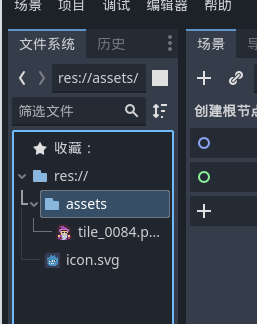 场景 项目 调试 编辑器 帮助
文件系统 历史
场景
res://assets/
筛选文件
创建根节点
收藏：
res://
assets
tile_0084.p...
icon.svg